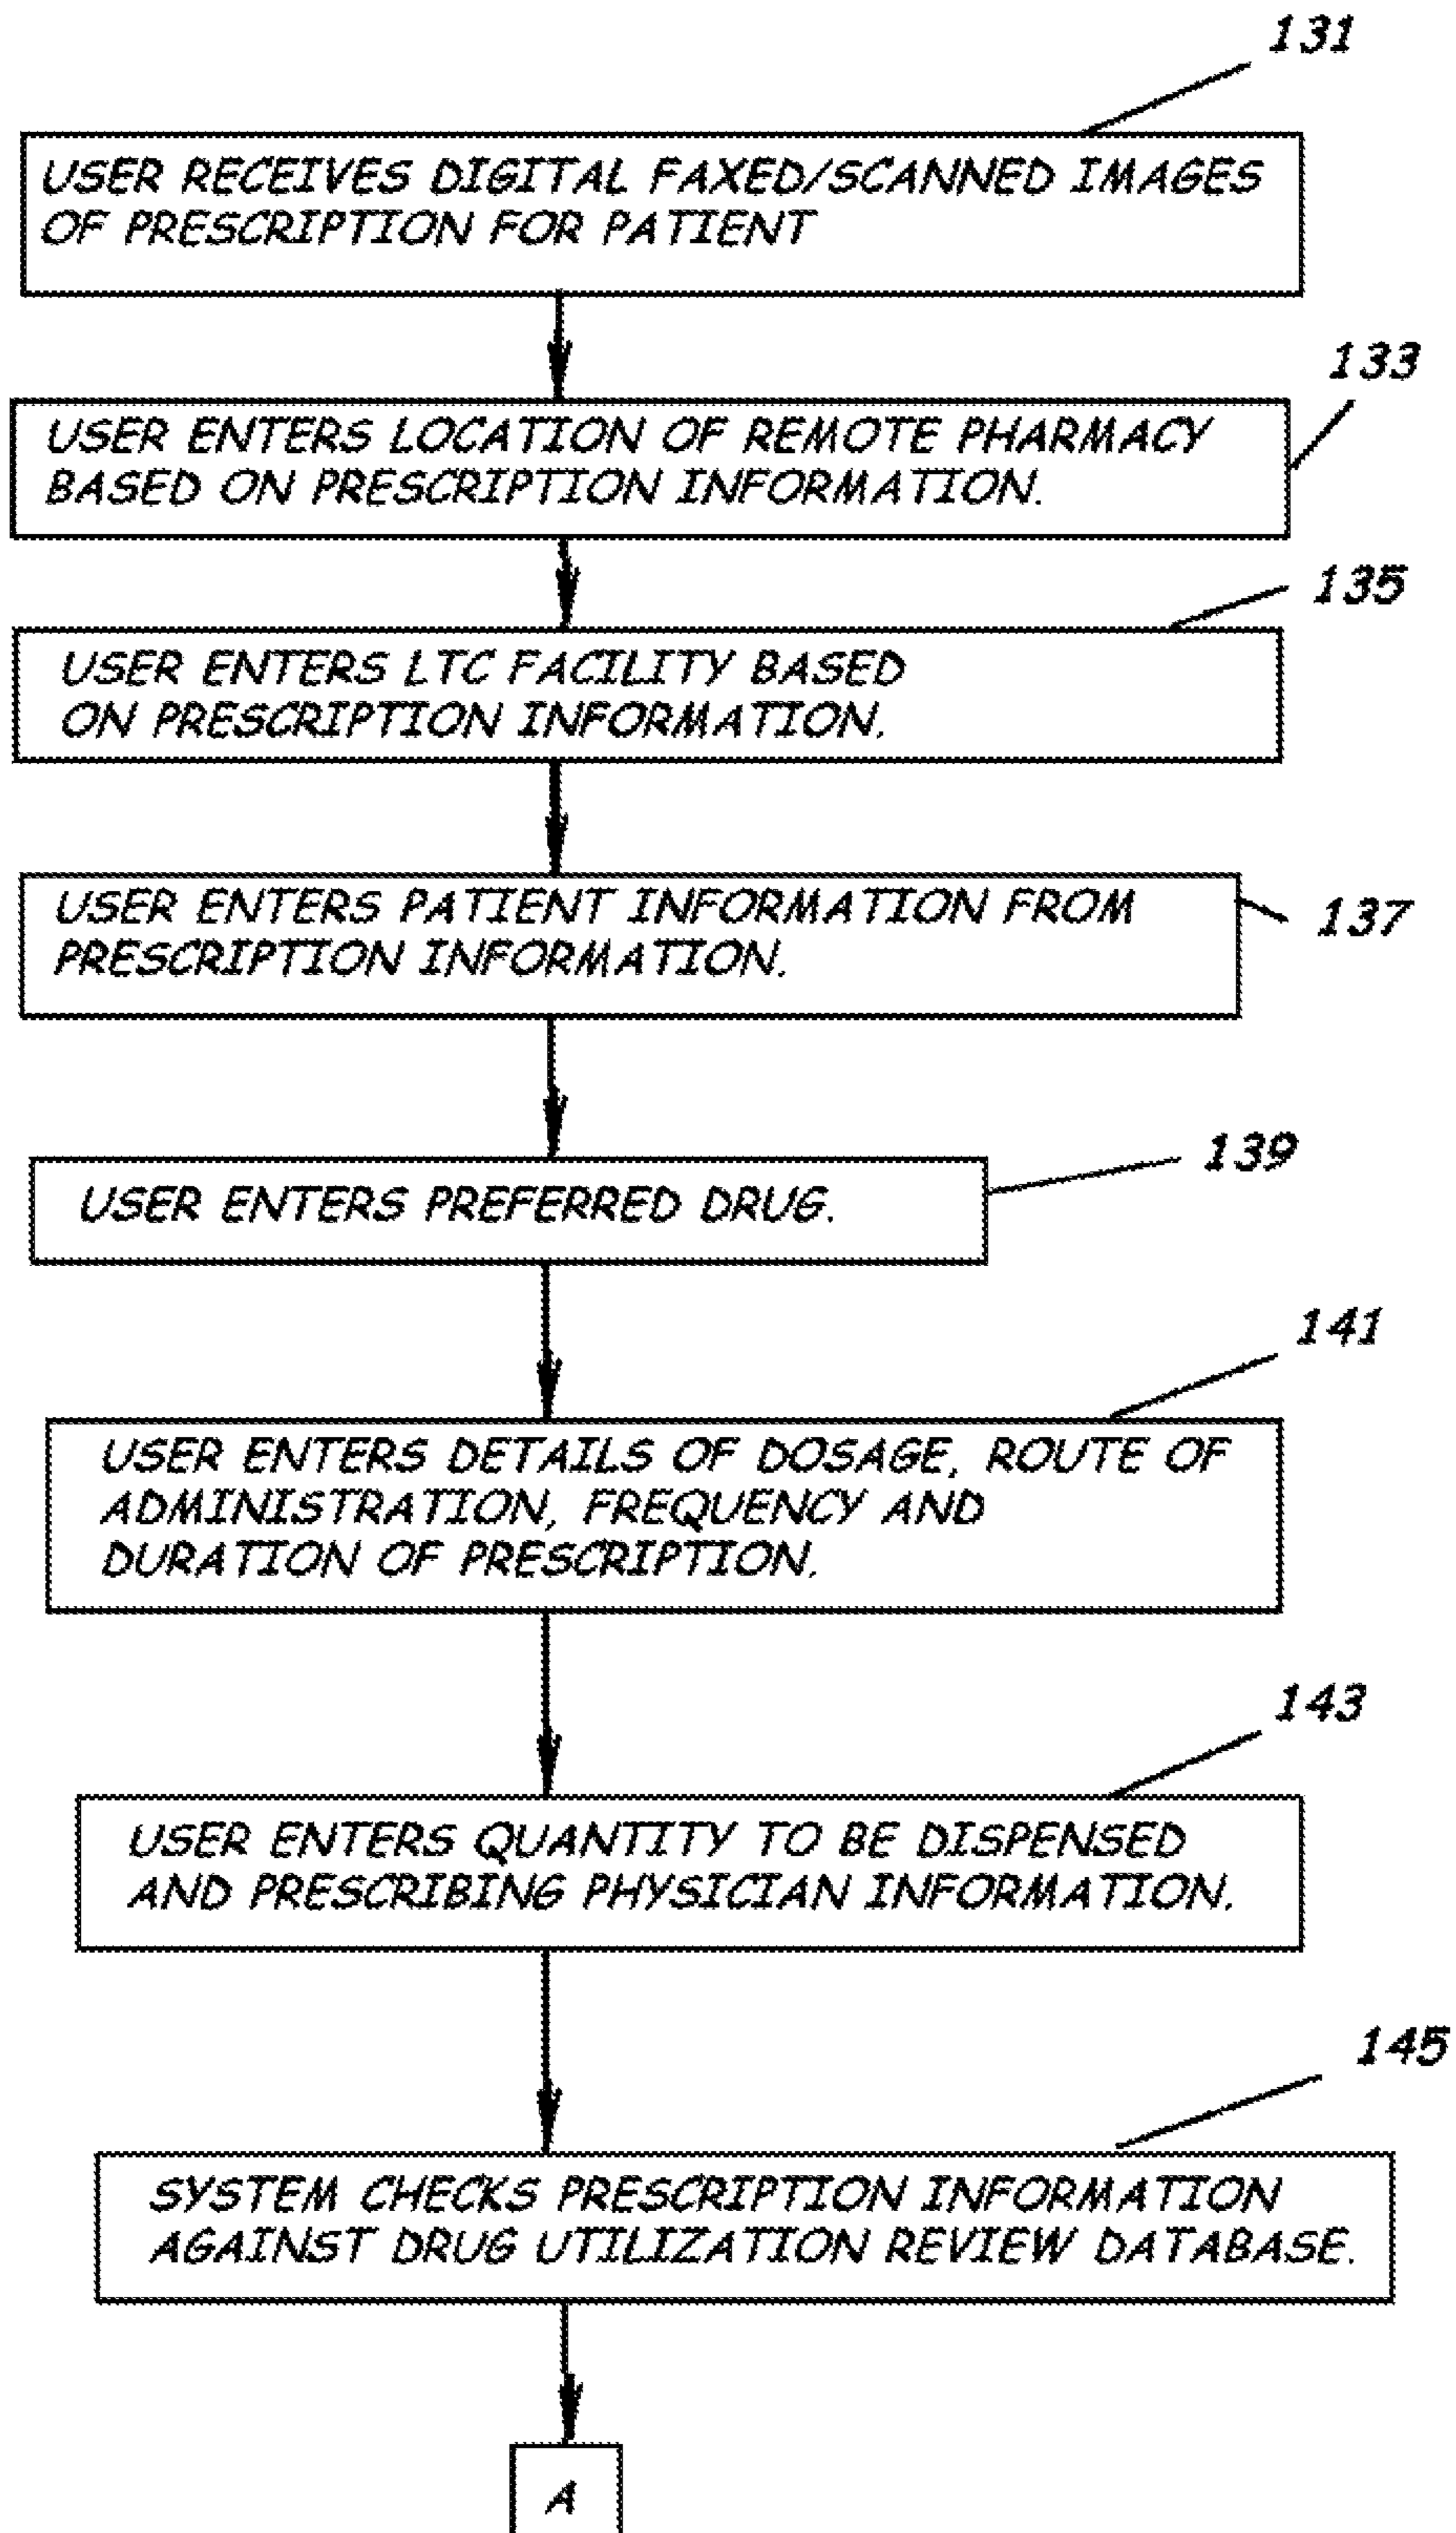 131
USER RECEIVES DIGITAL FAXED/SCANNED IMAGES
OF PRESCRIPTION FOR PATIENT
133
USER ENTERS LOCATION OF REMOTE PHARMACY
BASED ON PRESCRIPTION INFORMATION.
135
USER ENTERS LTC FACILITY BASED
ON PRESCRIPTION INFORMATION.
USER ENTERS PATIENT INFORMATION FROM
PRESCRIPTION INFORMATION.
137
139
USER ENTERS PREFERRED DRUG.
141
USER ENTERS DETAILS OF DOSAGE, ROUTE OF
ADMINISTRATION, FREQUENCY AND
DURATION OF PRESCRIPTION.
143
USER ENTERS QUANTITY TO BE DISPENSED
AND PRESCRIBING PHYSICIAN INFORMATION.
145
SYSTEM CHECKS PRESCRIPTION INFORMATION
AGAINST DRUG UTILIZATION REVIEW DATABASE.
A